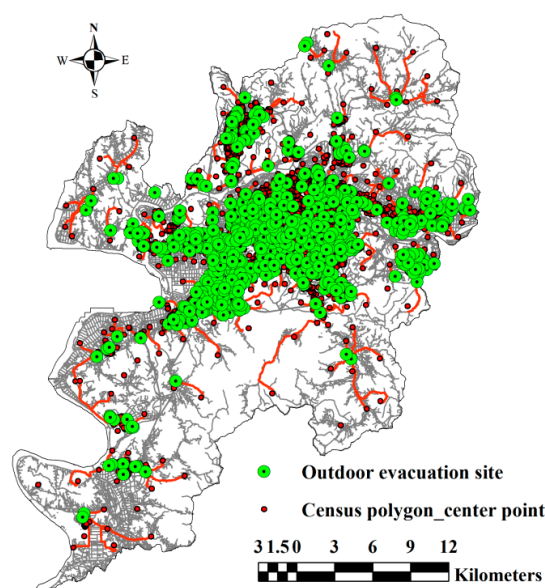 N
W E
S
Outdoor evacuation site
Census polygon_center point
3 1.5 0 3 6 9 12
Kilometers